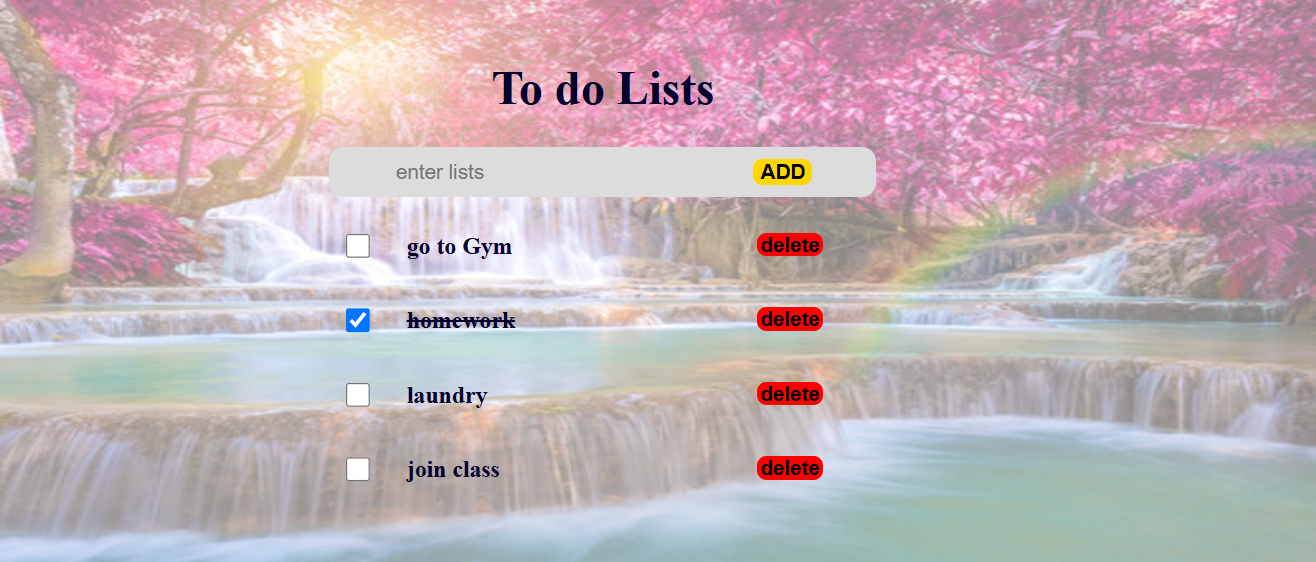 To do Lists
enter lists ADD
go to Gym delete
homework delete
laundry delete
join class delete